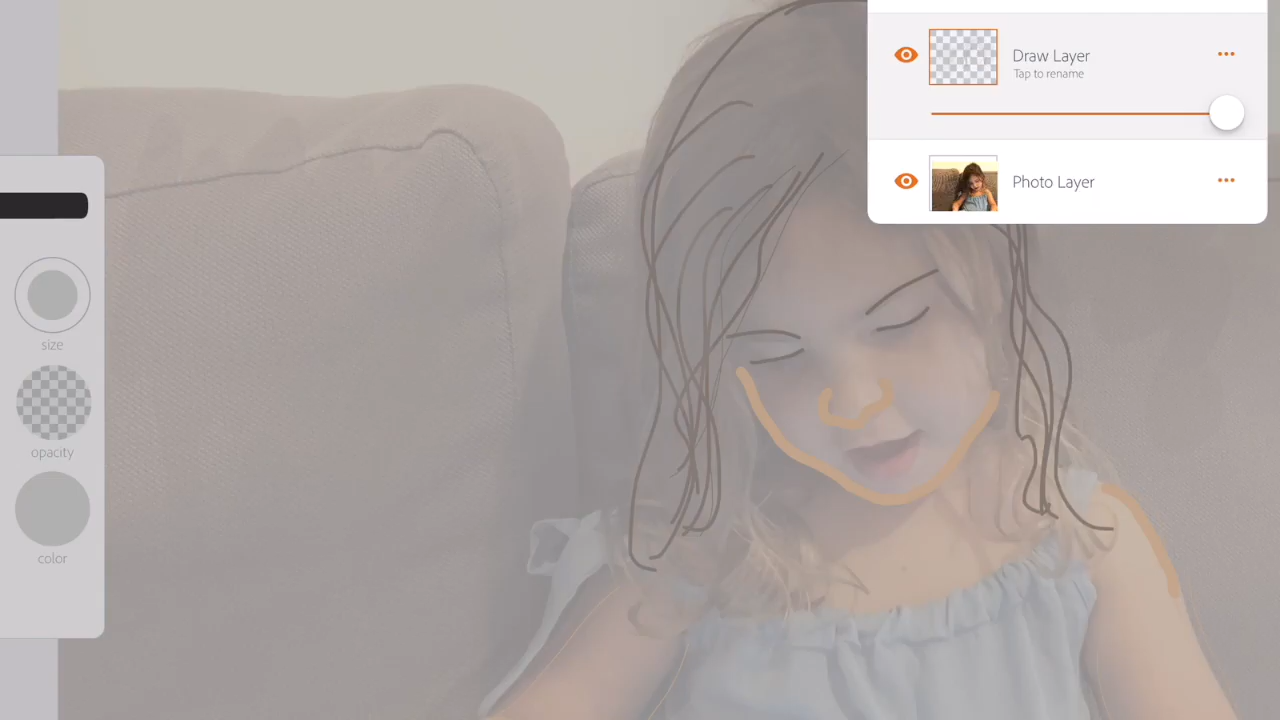 Draw Layer
Tap to rename
Photo Layer
size
opacity
color